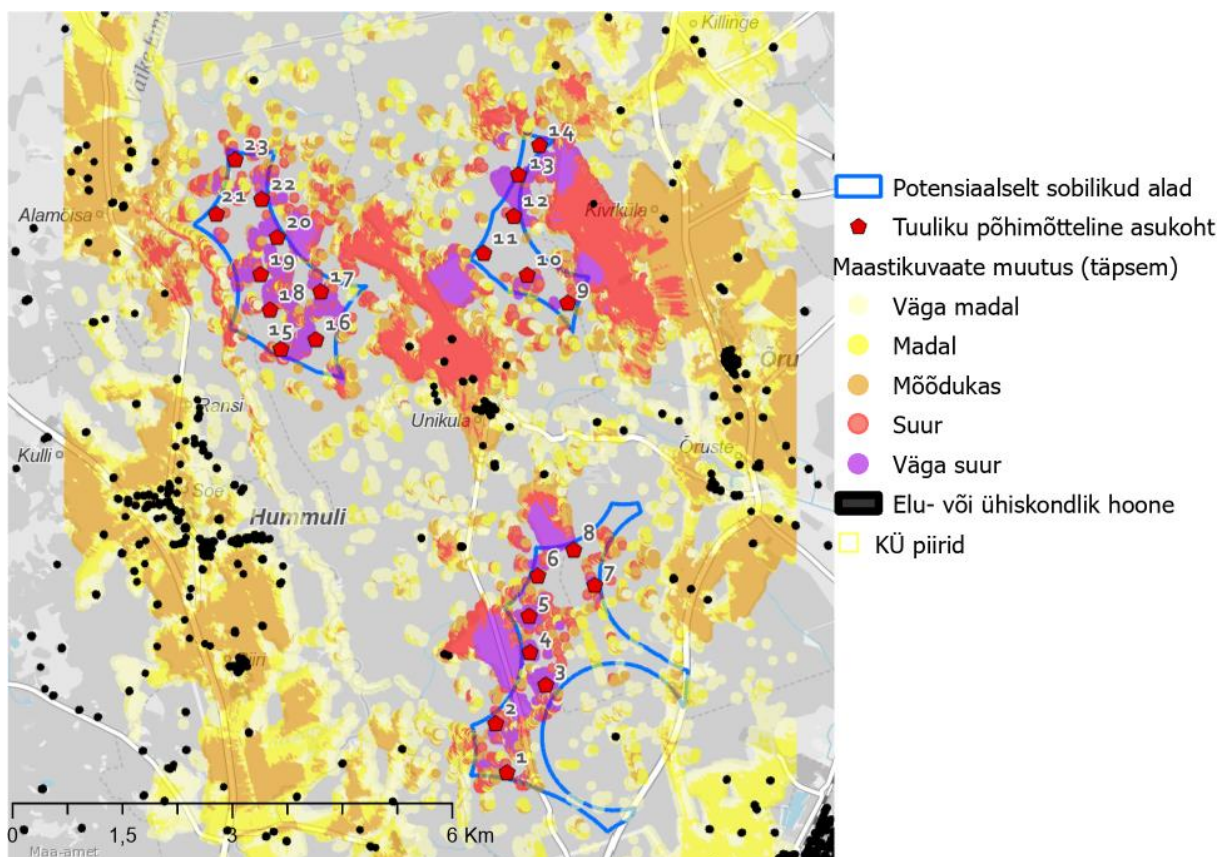 Killinge
Väike Ema
14
23
13
22
21
Alamõisa
12
Kiviküla
20
11
19
10
17
9
18
16
15
Õru
Ransi
Unikula
Kulli
Õruste
Soe
Hummuli
8
6
7
5
4
Piiri
3
2
1
0 1,5 3 6 Km
Maa-amet
Potensiaalselt sobilikud alad
Tuuliku põhimõtteline asukoht
Maastikuvaate muutus (täpsem)
Väga madal
Madal
Mõõdukas
Suur
Väga suur
Elu- või ühiskondlik hoone
KÜ piirid